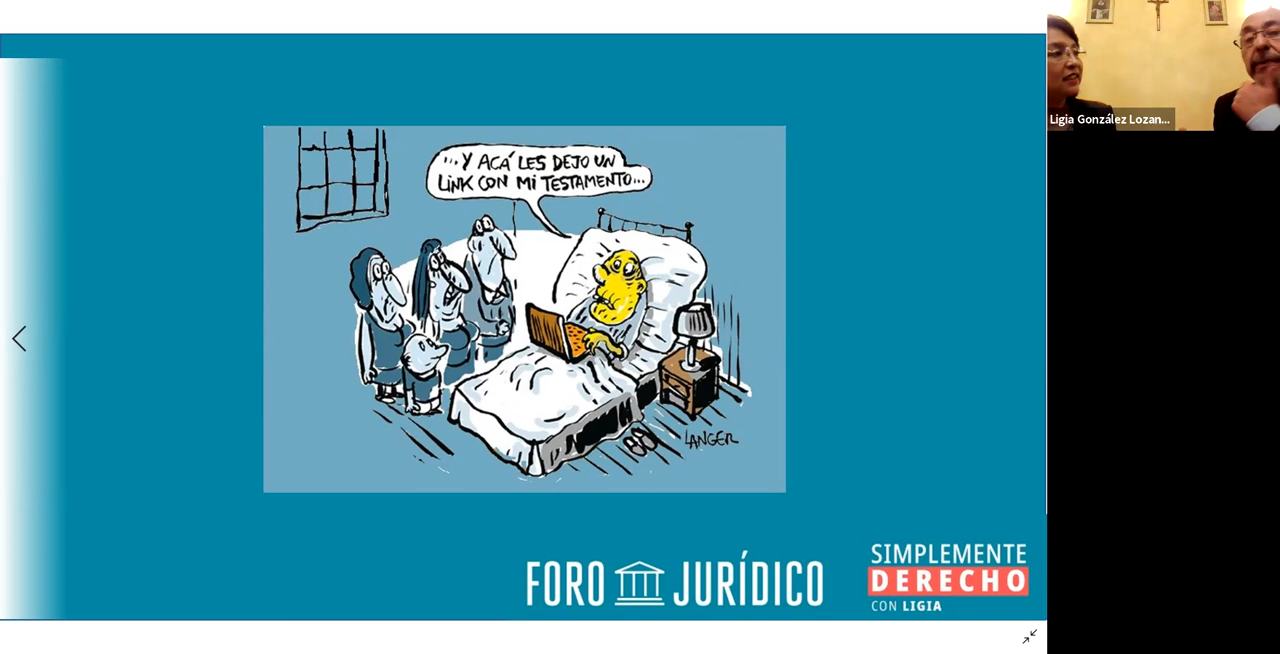 ...Y ACÁ LES DEJO UN
LINK CON MI TESTAMENTO...
LANGER
FORO JURÍDICO
SIMPLEMENTE
DERECHO
CON LIGIA
Ligia González Lozan...